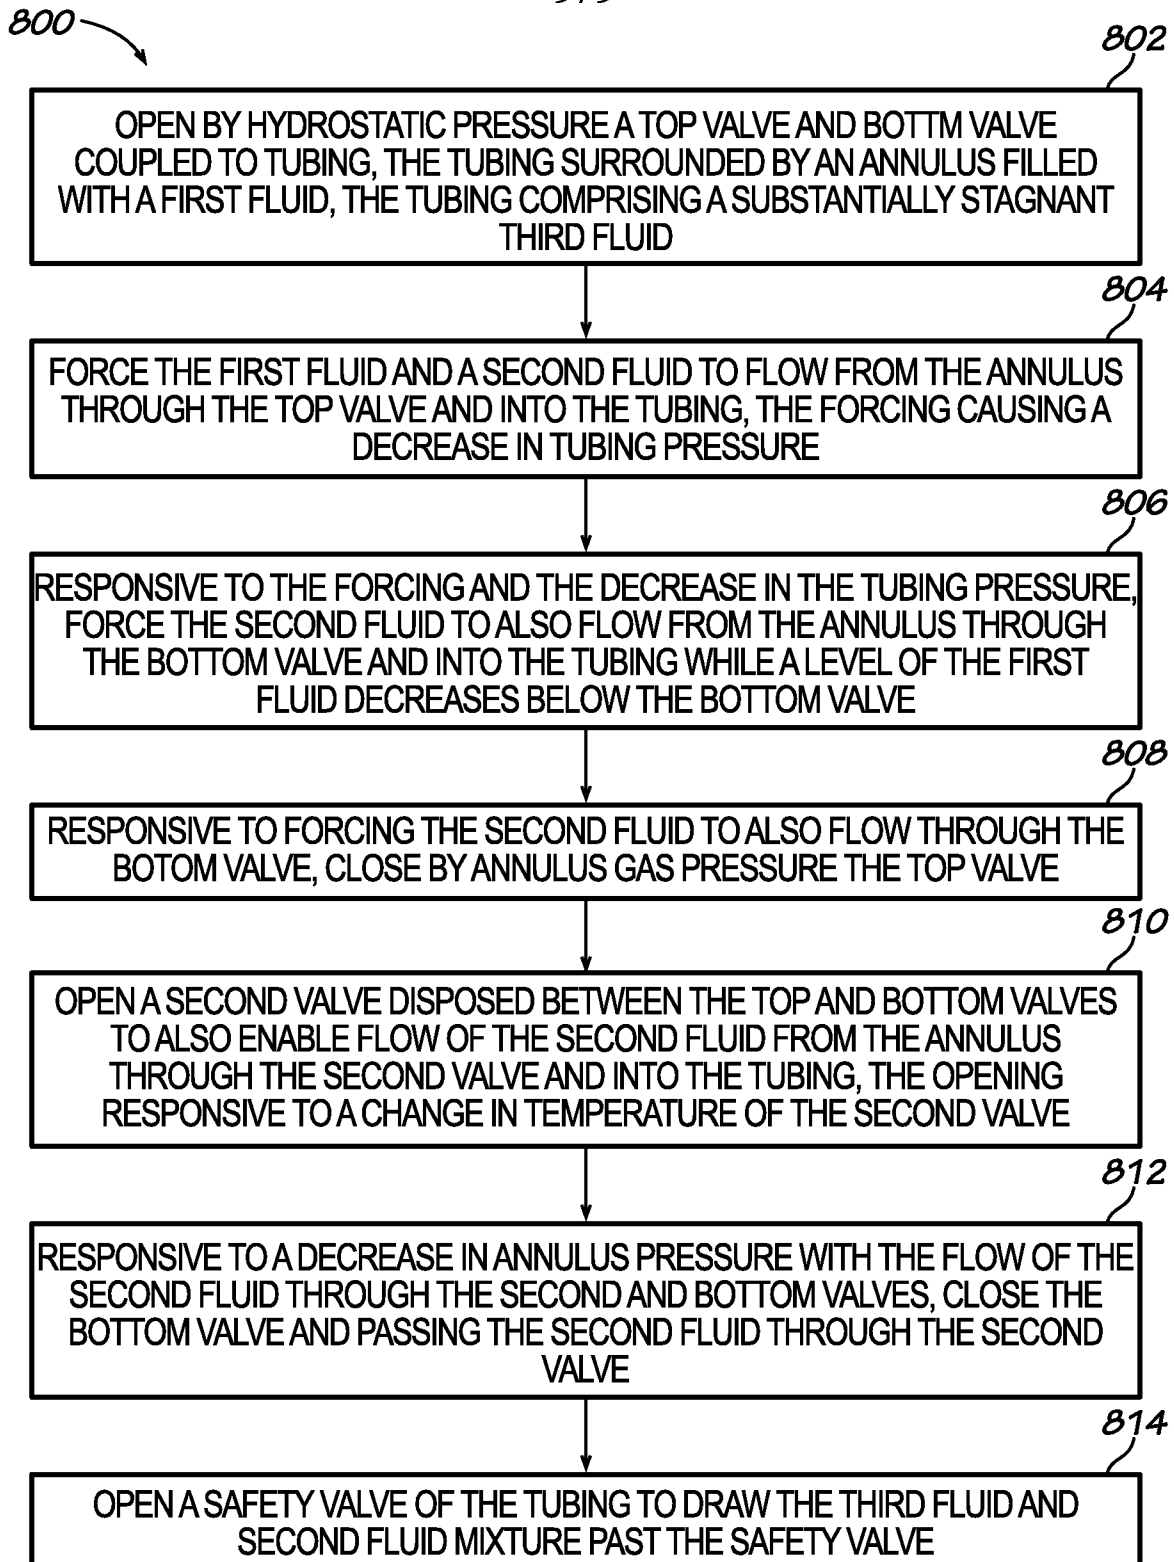 800
802
OPEN BY HYDROSTATIC PRESSURE A TOP VALVE AND BOTTM VALVE
COUPLED TO TUBING, THE TUBING SURROUNDED BY AN ANNULUS FILLED
WITH A FIRST FLUID, THE TUBING COMPRISING A SUBSTANTIALLY STAGNANT
THIRD FLUID
804
FORCE THE FIRST FLUID AND A SECOND FLUID TO FLOW FROM THE ANNULUS
THROUGH THE TOP VALVE AND INTO THE TUBING, THE FORCING CAUSING A
DECREASE IN TUBING PRESSURE
806
RESPONSIVE TO THE FORCING AND THE DECREASE IN THE TUBING PRESSURE,
FORCE THE SECOND FLUID TO ALSO FLOW FROM THE ANNULUS THROUGH
THE BOTTOM VALVE AND INTO THE TUBING WHILE A LEVEL OF THE FIRST
FLUID DECREASES BELOW THE BOTTOM VALVE
808
RESPONSIVE TO FORCING THE SECOND FLUID TO ALSO FLOW THROUGH THE
BOTOM VALVE, CLOSE BY ANNULUS GAS PRESSURE THE TOP VALVE
810
OPEN A SECOND VALVE DISPOSED BETWEEN THE TOP AND BOTTOM VALVES
TO ALSO ENABLE FLOW OF THE SECOND FLUID FROM THE ANNULUS
THROUGH THE SECOND VALVE AND INTO THE TUBING, THE OPENING
RESPONSIVE TO A CHANGE IN TEMPERATURE OF THE SECOND VALVE
812
RESPONSIVE TO A DECREASE IN ANNULUS PRESSURE WITH THE FLOW OF THE
SECOND FLUID THROUGH THE SECOND AND BOTTOM VALVES, CLOSE THE
BOTTOM VALVE AND PASSING THE SECOND FLUID THROUGH THE SECOND
VALVE
814
OPEN A SAFETY VALVE OF THE TUBING TO DRAW THE THIRD FLUID AND
SECOND FLUID MIXTURE PAST THE SAFETY VALVE